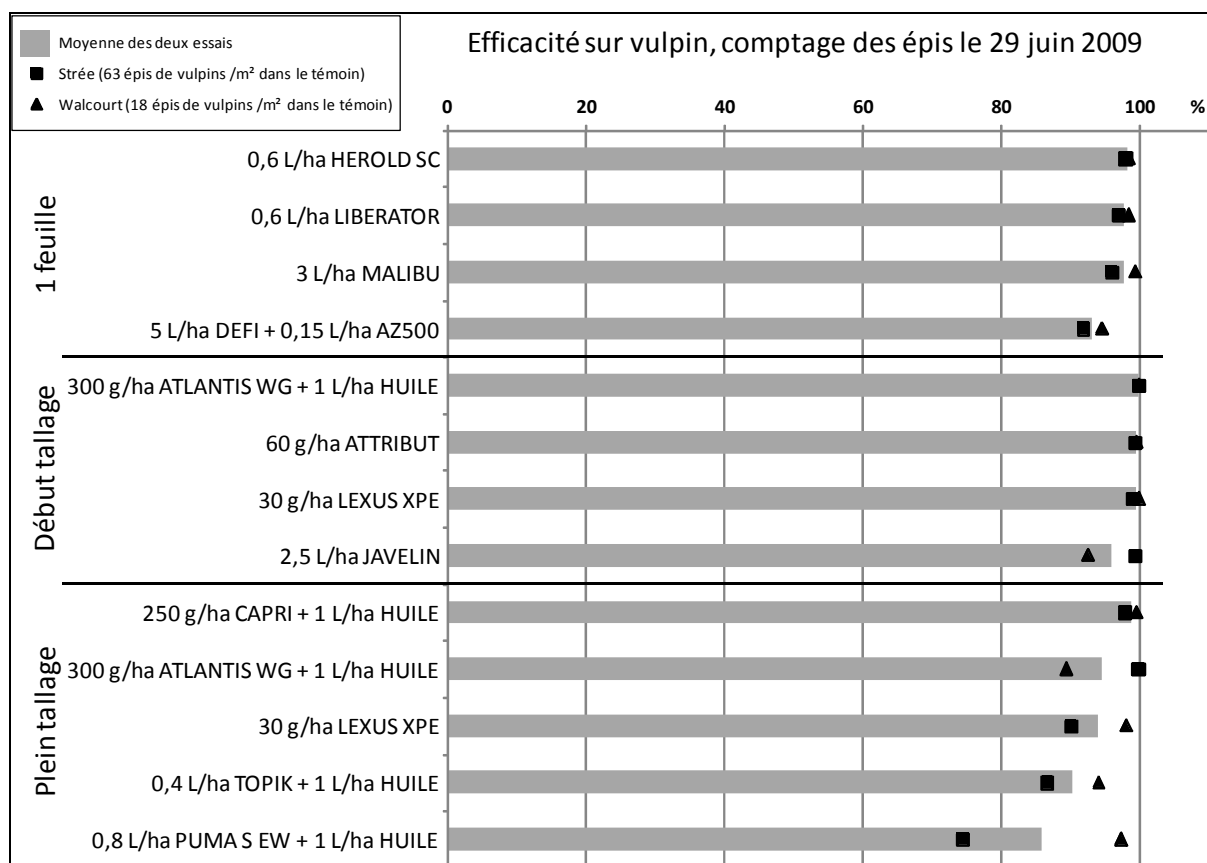 Moyenne des deux essais
Strée (63 épis de vulpins /m² dans le témoin)
Walcourt (18 épis de vulpins /m² dans le témoin)
Efficacité sur vulpin, comptage des épis le 29 juin 2009
0 20 40 60 80 100 %
1 feuille
0,6 L/ha HEROLD SC
0,6 L/ha LIBERATOR
3 L/ha MALIBU
5 L/ha DEFI + 0,15 L/ha AZ500
Début tallage
300 g/ha ATLANTIS WG + 1 L/ha HUILE
60 g/ha ATTRIBUT
30 g/ha LEXUS XPE
2,5 L/ha JAVELIN
Plein tallage
250 g/ha CAPRI + 1 L/ha HUILE
300 g/ha ATLANTIS WG + 1 L/ha HUILE
30 g/ha LEXUS XPE
0,4 L/ha TOPIK + 1 L/ha HUILE
0,8 L/ha PUMA S EW + 1 L/ha HUILE